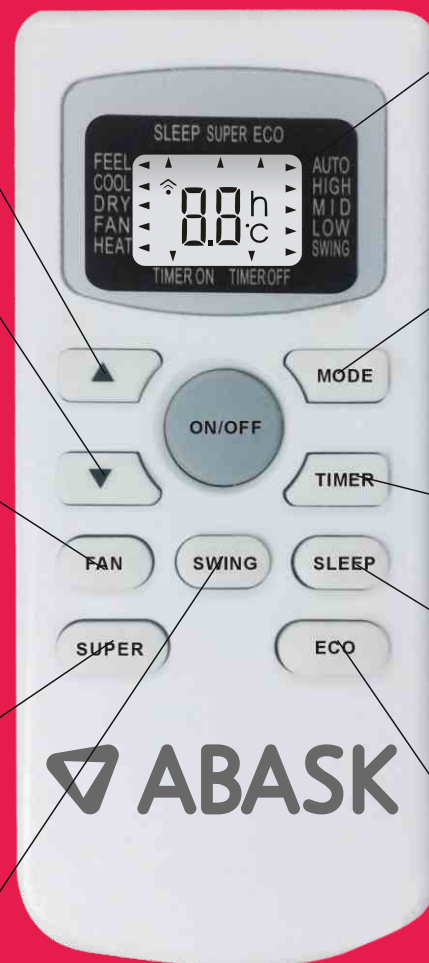 SLEEP SUPER ECO
FEEL
COOL
DRY
FAN
HEAT
8.8 h
°C
AUTO
HIGH
MID
LOW
SWING
TIMER ON TIMER OFF
MODE
ON/OFF
TIMER
FAN SWING SLEEP
SUPER ECO
ABASK